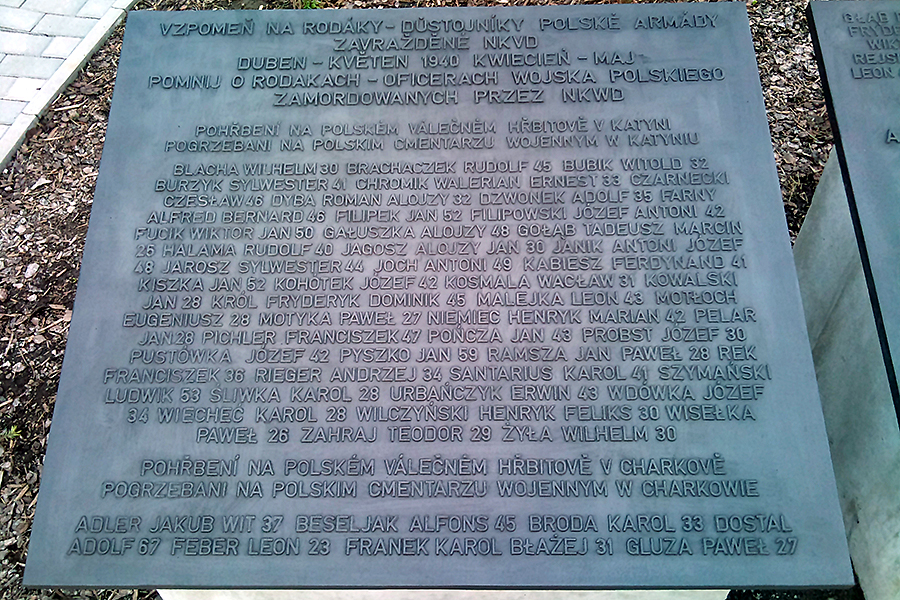 VZPOMEŇ NA RODÁKY - DŮSTOJNÍKY POLSKÉ ARMÁDY
ZAVRAŽDĚNÉ NKVD
DUBEN - KVĚTEN 1940 KWIECIEŃ - MAJ
POMNIJ O RODAKACH - OFICERACH WOJSKA POLSKIEGO
ZAMORDOWANYCH PRZEZ NKWD
POHŘBENÍ NA POLSKÉM VÁLEČNÉM HŘBITOVĚ V KATYNI
POGRZEBANI NA POLSKIM CMENTARZU WOJENNYM W KATYNIU
BLACHA WILHELM 30 BRACHACZEK RUDOLF 45 BUBIK WITOLD 32
BURZYK SYLWESTER 41 CHROMIK WALERIAN ERNEST 33 CZARNECKI
CZESŁAW 46 DYBA ROMAN ALOJZY 32 DZWONEK ADOLF 35 FARNY
ALFRED BERNARD 46 FILIPEK JAN 52 FILIPOWSKI JÓZEF ANTONI 42
FUCIK WIKTOR JAN 50 GAŁUSZKA ALOJZY 48 GOŁĄB TADEUSZ MARCIN
25 HALAMA RUDOLF 40 JAGOSZ ALOJZY JAN 30 JANIK ANTONI JÓZEF
48 JAROSZ SYLWESTER 44 JOCH ANTONI 49 KABIESZ FERDYNAND 41
KISZKA JAN 52 KOHÓTEK JÓZEF 42 KOSMALA WACŁAW 31 KOWALSKI
JAN 28 KRÓL FRYDERYK DOMINIK 45 MALEJKA LEON 43 MOTŁOCH
EUGENIUSZ 28 MOTYKA PAWEŁ 27 NIEMIEC HENRYK MARIAN 42 PELAR
JAN 28 PICHLER FRANCISZEK 47 POŃCZA JAN 43 PROBST JÓZEF 30
PUSTÓWKA JÓZEF 42 PYSZKO JAN 59 RAMSZA JAN PAWEŁ 28 REK
FRANCISZEK 36 RIEGER ANDRZEJ 34 SANTARIUS KAROL 41 SZYMAŃSKI
LUDWIK 53 ŚLIWKA KAROL 28 URBAŃCZYK ERWIN 43 WDÓWKA JÓZEF
34 WIECHEĆ KAROL 28 WILCZYŃSKI HENRYK FELIKS 30 WISEŁKA
PAWEŁ 26 ZAHRAJ TEODOR 29 ŻYŁA WILHELM 30
POHŘBENÍ NA POLSKÉM VÁLEČNÉM HŘBITOVĚ V CHARKOVĚ
POGRZEBANI NA POLSKIM CMENTARZU WOJENNYM W CHARKOWIE
ADLER JAKUB WIT 37 BESELJAK ALFONS 45 BRODA KAROL 33 DOSTAL
ADOLF 67 FEBER LEON 23 FRANEK KAROL BŁAŻEJ 31 GLUZA PAWEŁ 27
GŁĄB
LEON